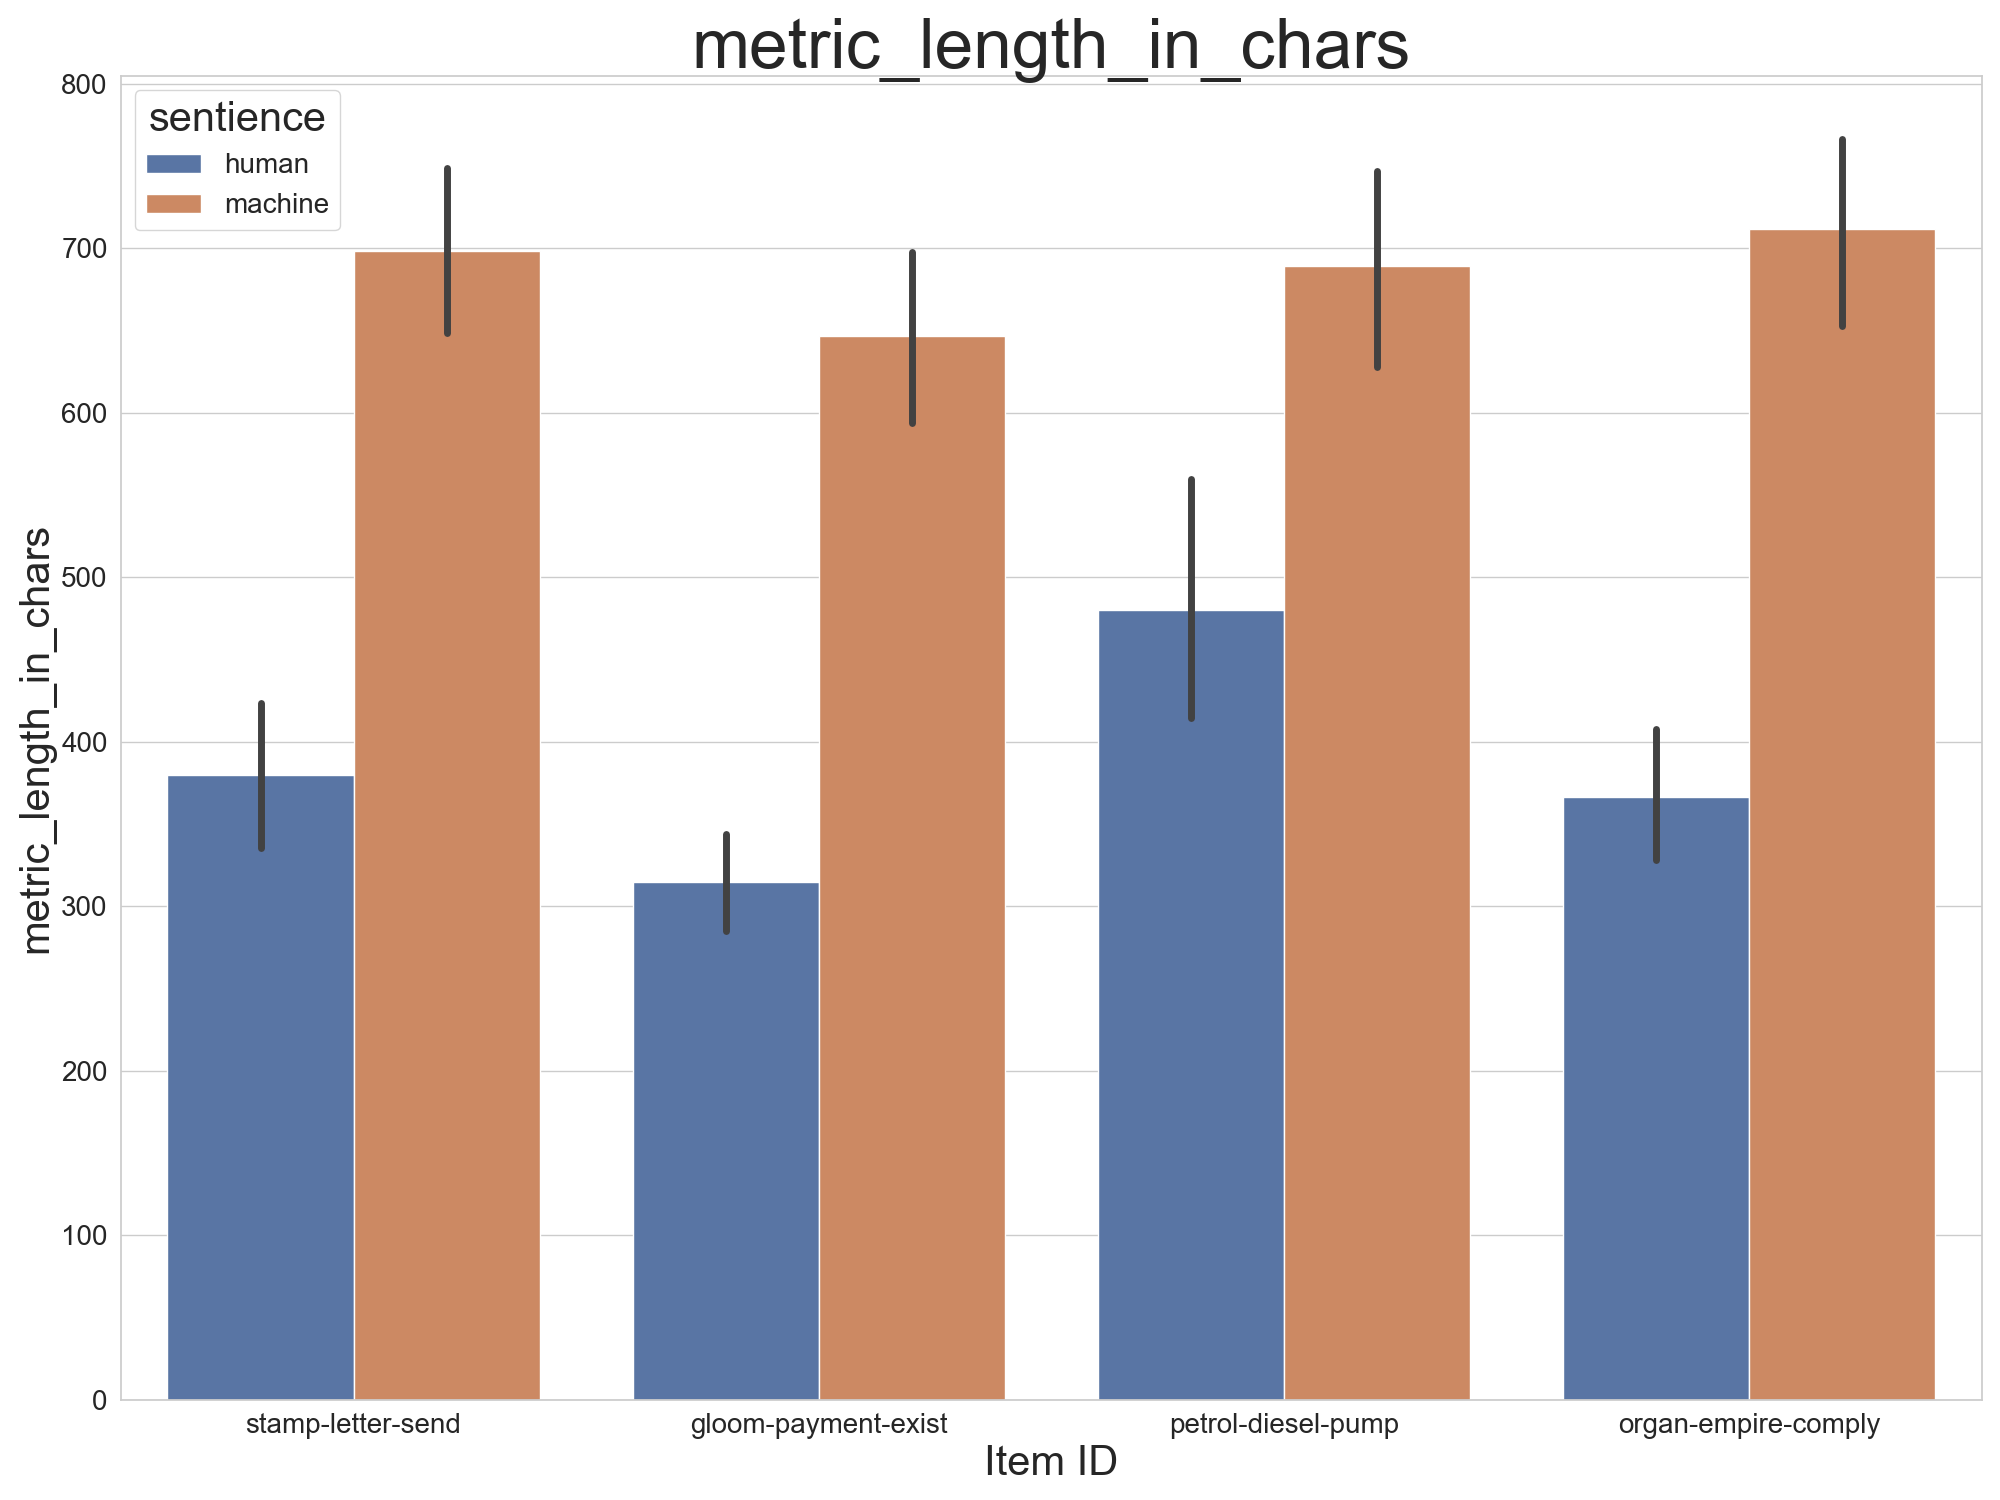 metric_length_in_chars
sentience
human
machine
metric_length_in_chars
800
700
600
500
400
300
200
100
0
stamp-letter-send gloom-payment-exist petrol-diesel-pump organ-empire-comply
Item ID